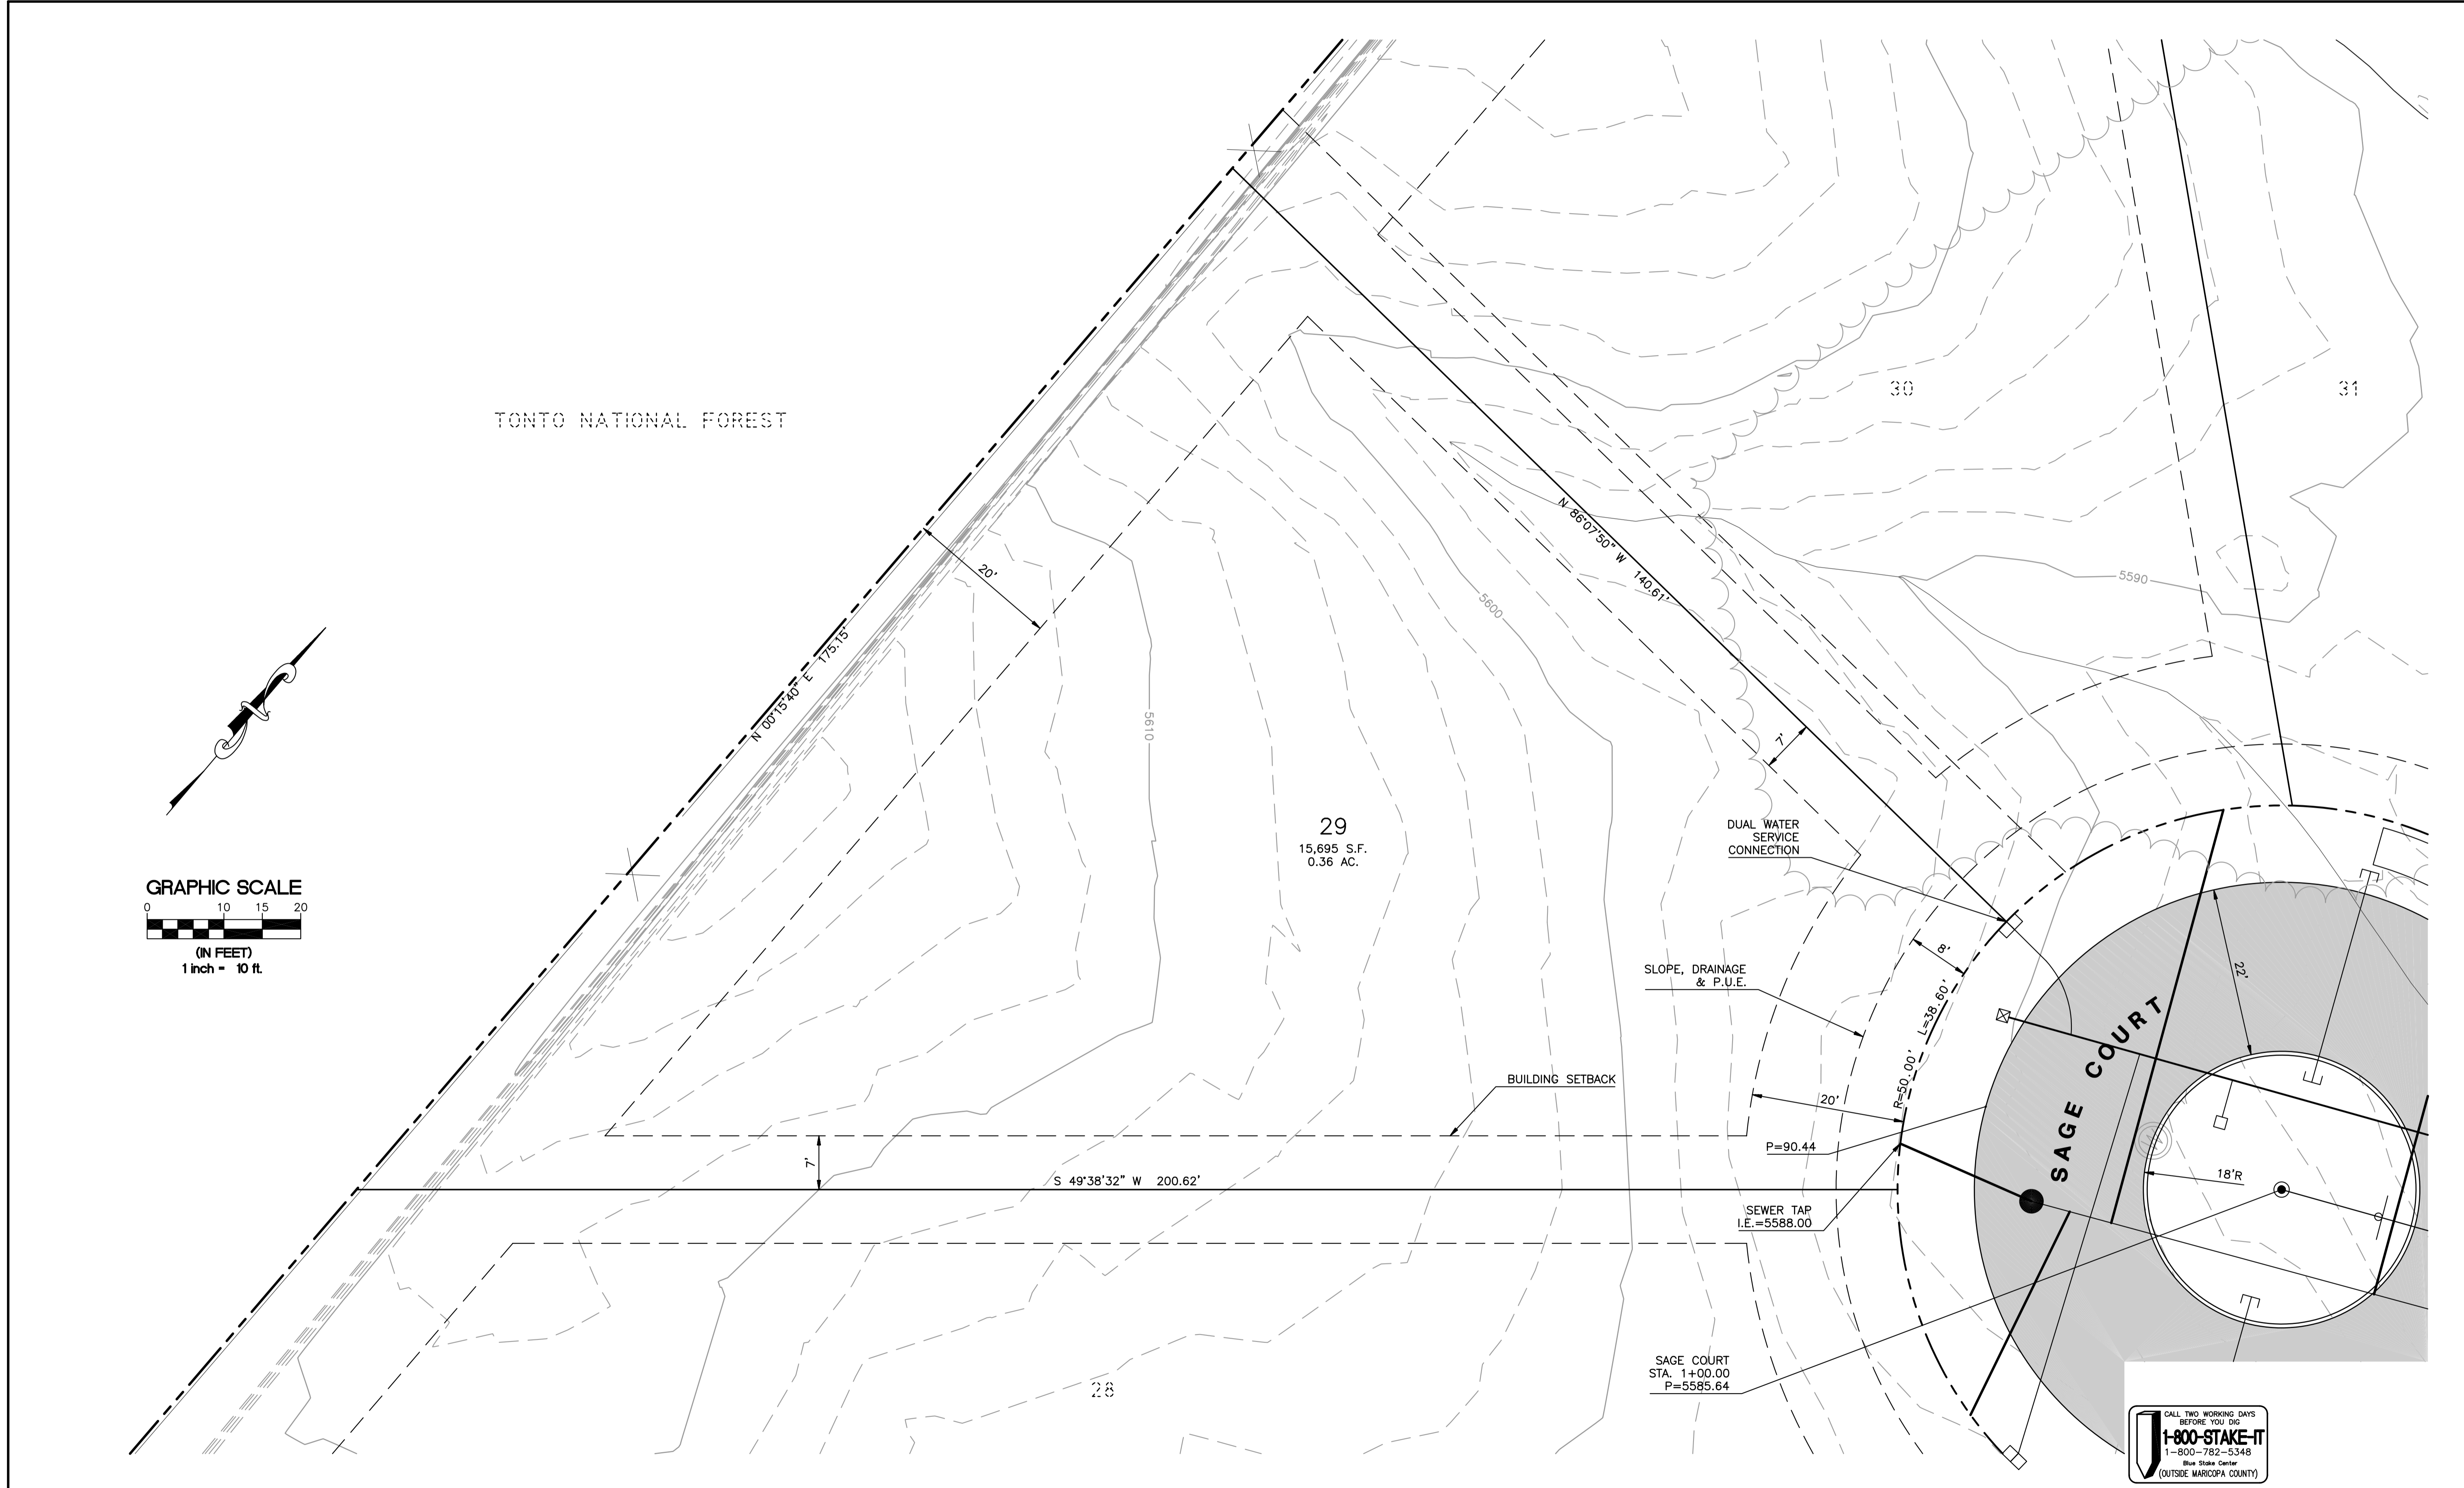 TONTO NATIONAL FOREST
30
31
5590
5600
N 86°07'50" W 140.61'
20'
N 00°15'40" E 175.15'
5610
7'
29
15,695 S.F.
0.36 AC.
DUAL WATER
SERVICE
CONNECTION
GRAPHIC SCALE
0 10 15 20
(IN FEET)
1 inch = 10 ft.
8'
SLOPE, DRAINAGE
& P.U.E.
R=50.00' L=38.60'
22'
SAGE COURT
BUILDING SETBACK
20'
P=90.44
7'
S 49°38'32" W 200.62'
18'R
SEWER TAP
I.E.=5588.00
SAGE COURT
STA. 1+00.00
P=5585.64
28
CALL TWO WORKING DAYS
BEFORE YOU DIG
1-800-STAKE-IT
1-800-782-5348
Blue Stake Center
(OUTSIDE MARICOPA COUNTY)